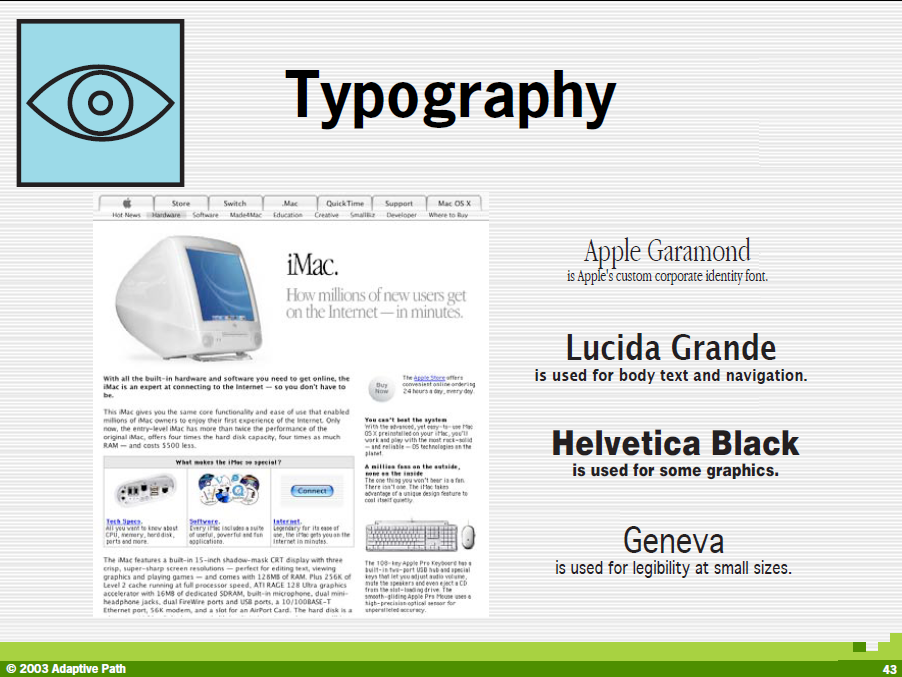 Typography
Store Switch .Mac QuickTime Support Mac OS X
Hot News Hardware Software Made4Mac Education Creative SmallBiz Developer Where to Buy
iMac.
How millions of new users get
on the Internet — in minutes.
With all the built-in hardware and software you need to get online, the
iMac is an expert at connecting to the Internet — so you don't have to
be.
This iMac gives you the same core functionality and ease of use that enabled
millions of iMac owners to enjoy their first experience of the Internet. Only
now, the entry-level iMac has more than twice the performance of the
original iMac, offers four times the hard disk capacity, four times as much
RAM — and costs $500 less.
What makes the iMac so special?
Connect
Tech Specs.
All you want to know about
CPU, memory, hard disk,
ports and more.
Software.
Every iMac includes a suite
of useful, powerful and fun
applications.
Internet.
Legendary for its ease of
use, the iMac gets you on the
Internet in minutes.
The iMac features a built-in 15-inch shadow-mask CRT display with three
crisp, super-sharp screen resolutions — perfect for editing text, viewing
graphics and playing games — and comes with 128MB of RAM. Plus 256K of
Level 2 cache running at full processor speed, ATI RAGE 128 Ultra graphics
accelerator with 16MB of dedicated SDRAM, built-in microphone, dual mini-
headphone jacks, dual FireWire ports and USB ports, a 10/100BASE-T
Ethernet port, 56K modem, and a slot for an AirPort Card. The hard disk is a
Buy
Now
The Apple Store offers
convenient online ordering
24 hours a day, every day.
You can't beat the system
With the advanced, yet easy-to-use Mac
OS X preinstalled on your iMac, you'll
work and play with the most rock-solid
— and reliable — OS technologies on the
planet.
A million fans on the outside,
none on the inside
The one thing you won't hear is a fan.
There isn't one. The iMac takes
advantage of a unique design feature to
cool itself quietly.
The 108-key Apple Pro Keyboard has a
built-in two-port USB hub and special
keys that let you adjust audio volume,
mute the speakers and even eject a CD
from the slot-loading drive. The
smooth-gliding Apple Pro Mouse uses a
high-precision optical sensor for
unparalleled accuracy.
Apple Garamond
is Apple's custom corporate identity font.
Lucida Grande
is used for body text and navigation.
Helvetica Black
is used for some graphics.
Geneva
is used for legibility at small sizes.
© 2003 Adaptive Path
43